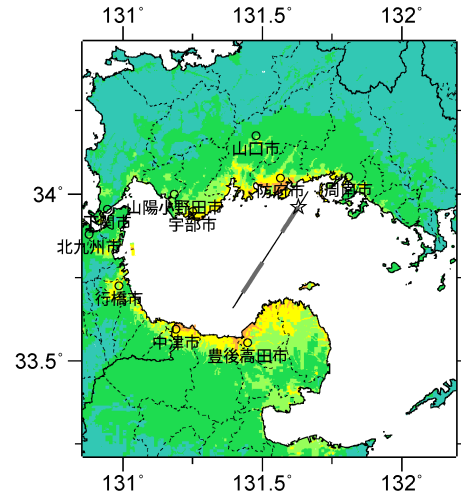 131°
131.5°
132°
山口市
34°
防府市
周南市
山陽小野田市
下関市
宇部市
北九州市
行橋市
中津市
豊後高田市
33.5°
131°
131.5°
132°